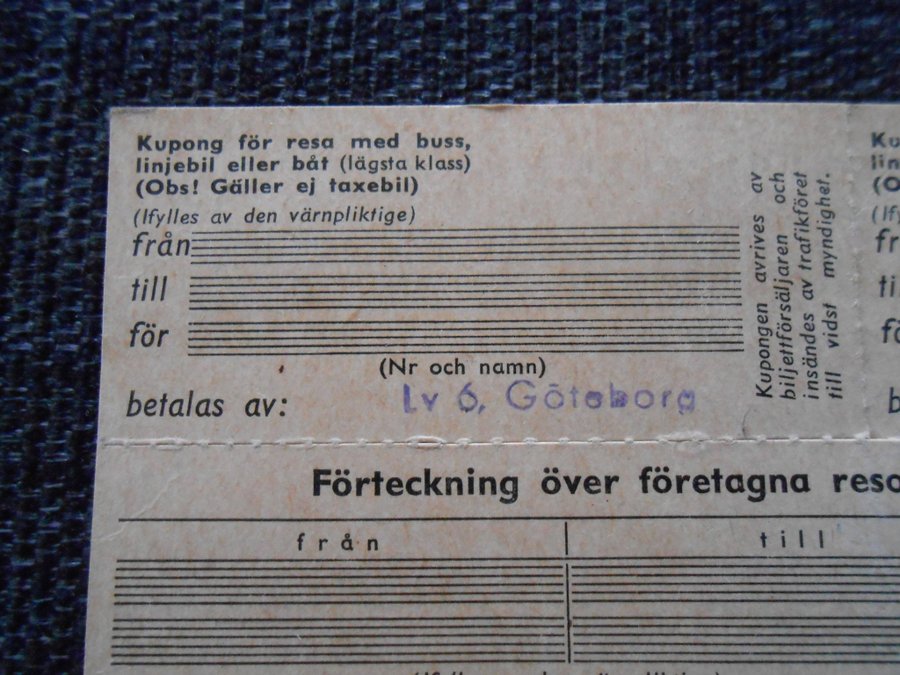 Kupong för resa med buss,
linjebil eller båt (lägsta klass)
(Obs! Gäller ej taxebil)
(Ifylles av den värnpliktige)
från
till
för
(Nr och namn)
betalas av: Lv 6, Göteborg
Kupongen avrives av
biljettförsäljaren och
insändes av trafikföret
till vidst myndighet.
Förteckning över företagna
från till